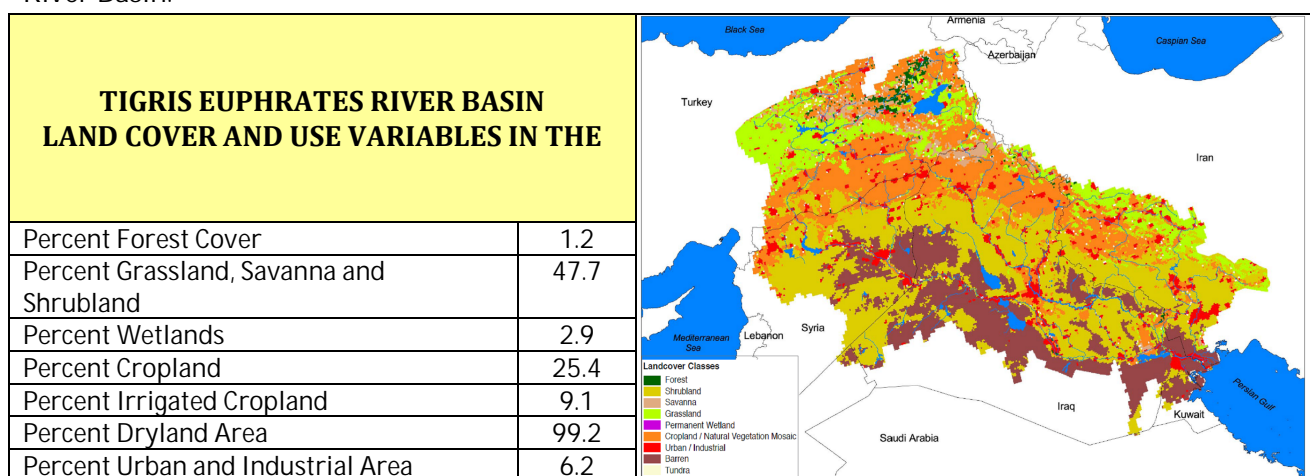 River Basin.
TIGRIS EUPHRATES RIVER BASIN
LAND COVER AND USE VARIABLES IN THE
Percent Forest Cover 1.2
Percent Grassland, Savanna and 47.7
Shrubland
Percent Wetlands 2.9
Percent Cropland 25.4
Percent Irrigated Cropland 9.1
Percent Dryland Area 99.2
Percent Urban and Industrial Area 6.2
Black Sea
Armenia
Caspian Sea
Azerbaijan
Turkey
Iran
Mediterranean
Sea
Lebanon
Syria
Iraq
Kuwait
Persian Gulf
Saudi Arabia
Landcover Classes
Forest
Shrubland
Savanna
Grassland
Permanent Wetland
Cropland / Natural Vegetation Mosaic
Urban / Industrial
Barren
Tundra